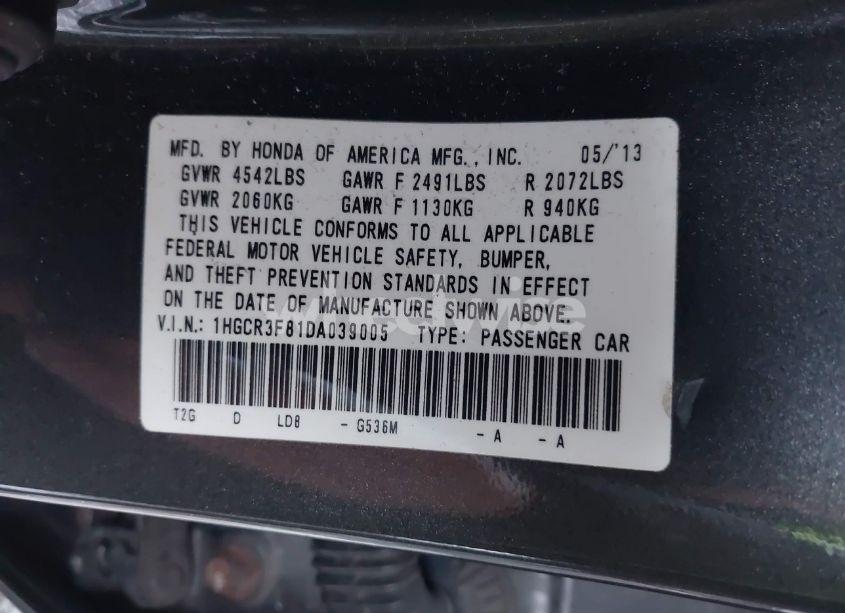 MFD. BY HONDA OF AMERICA MFG., INC. 05/'13
GVWR 4542LBS GAWR F 2491LBS R 2072LBS
GVWR 2060KG GAWR F 1130KG R 940KG
THIS VEHICLE CONFORMS TO ALL APPLICABLE
FEDERAL MOTOR VEHICLE SAFETY, BUMPER,
AND THEFT PREVENTION STANDARDS IN EFFECT
ON THE DATE OF MANUFACTURE SHOWN ABOVE.
V.I.N.: 1HGCR3F81DA039005 TYPE: PASSENGER CAR
T2G D LD8 - G536M - A - A